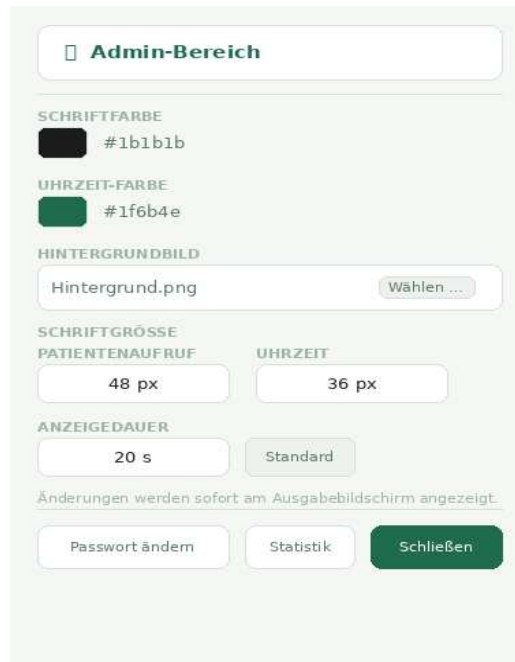 Admin-Bereich
SCHRIFTFARBE
#1b1b1b
UHRZEIT-FARBE
#1f6b4e
HINTERGRUNDBILD
Hintergrund.png Wählen ...
SCHRIFTGRÖSSE
PATIENTENAUFRUF UHRZEIT
48 px 36 px
ANZEIGEDAUER
20 s Standard
Änderungen werden sofort am Ausgabebildschirm angezeigt.
Passwort ändern Statistik Schließen